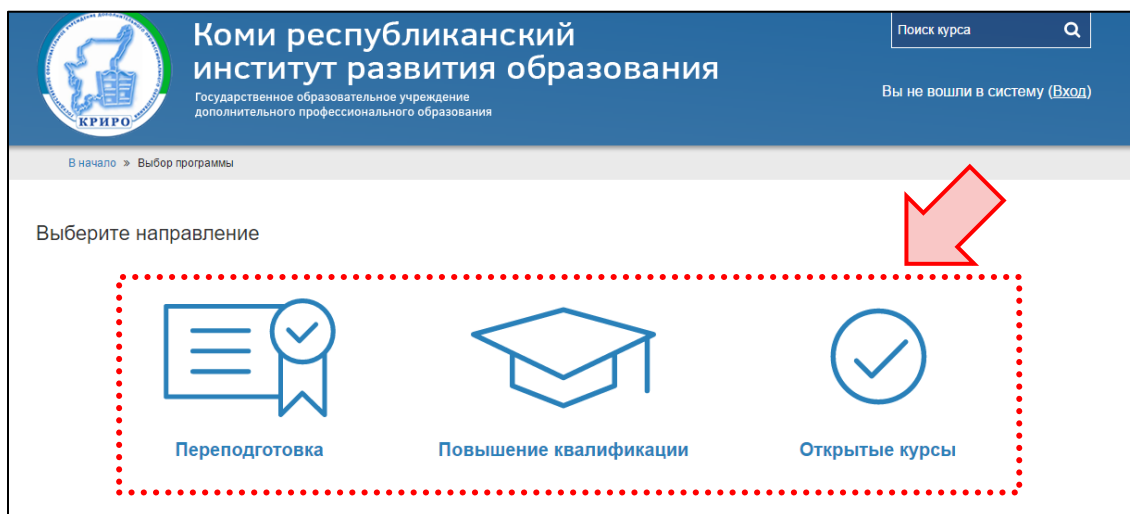 Коми республиканский
институт развития образования
Государственное образовательное учреждение
дополнительного профессионального образования
КРИРО
Поиск курса
Вы не вошли в систему (Вход)
В начало » Выбор программы
Выберите направление
Переподготовка
Повышение квалификации
Открытые курсы